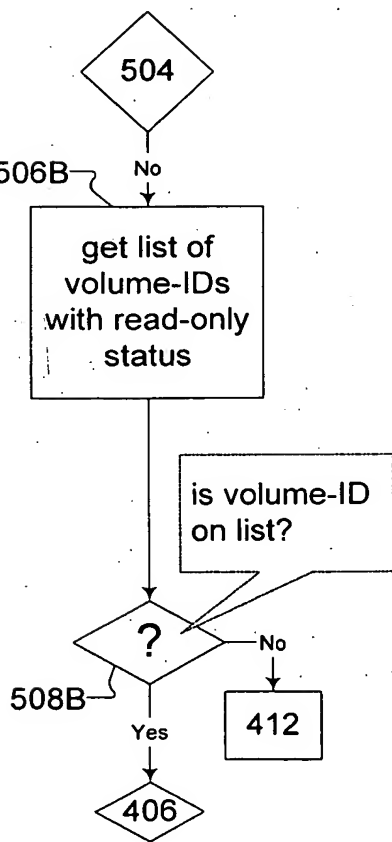 504
No
506B
get list of
volume-IDs
with read-only
status
is volume-ID
on list?
?
No
508B
412
Yes
406